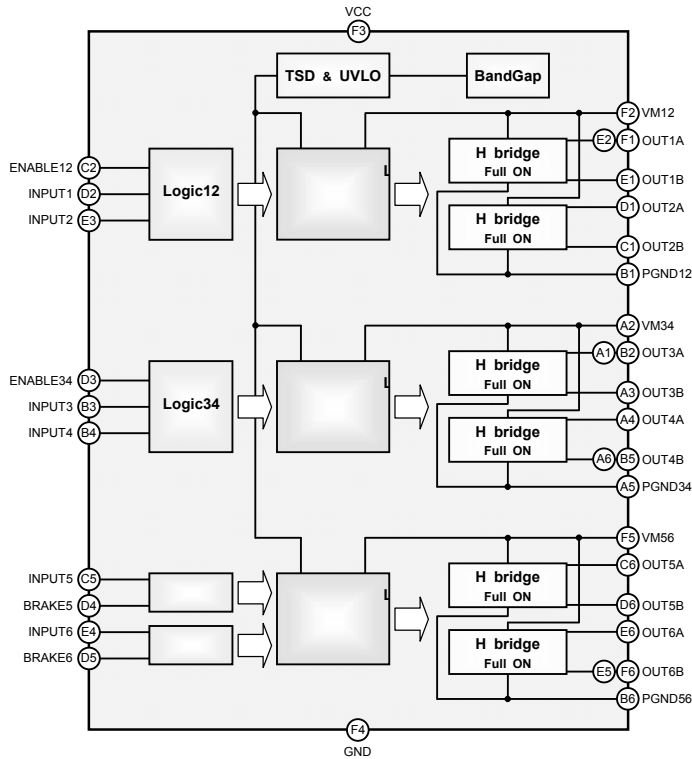 VCC
F3
TSD & UVLO
BandGap
F2 VM12
E2 F1 OUT1A
H bridge
Full ON
ENABLE12 C2
Logic12
L
E1 OUT1B
INPUT1 D2
D1 OUT2A
INPUT2 E3
H bridge
Full ON
C1 OUT2B
B1 PGND12
A2 VM34
A1 B2 OUT3A
H bridge
Full ON
ENABLE34 D3
Logic34
L
A3 OUT3B
INPUT3 B3
A4 OUT4A
INPUT4 B4
H bridge
Full ON
A6 B5 OUT4B
A5 PGND34
F5 VM56
C6 OUT5A
INPUT5 C5
H bridge
Full ON
L
BRAKE5 D4
D6 OUT5B
INPUT6 E4
E6 OUT6A
H bridge
Full ON
BRAKE6 D5
E5 F6 OUT6B
B6 PGND56
F4
GND